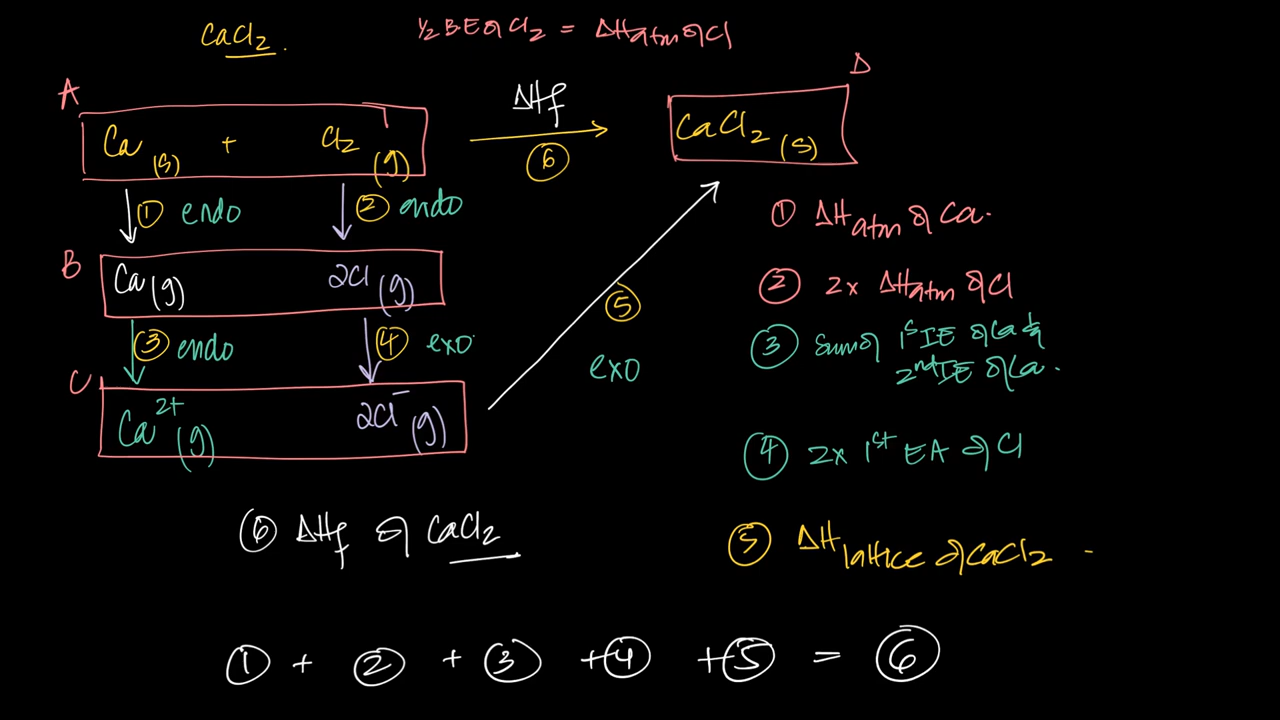 CaCl₂.
½ B·E of Cl₂ = ΔHatm of Cl
A
Ca (s) + Cl₂ (g)
ΔHf
⑥
D
CaCl₂ (s)
① endo
② endo
B
Ca (g) 2Cl (g)
③ endo
④ exo
C
Ca²⁺ (g) 2Cl⁻ (g)
⑤
exo
① ΔHatm of Ca.
② 2x ΔHatm of Cl
③ Sum of 1st IE of Ca &
2nd IE of Ca.
④ 2x 1st EA of Cl
⑤ ΔHlattice of CaCl₂
⑥ ΔHf of CaCl₂
① + ② + ③ + ④ + ⑤ = ⑥